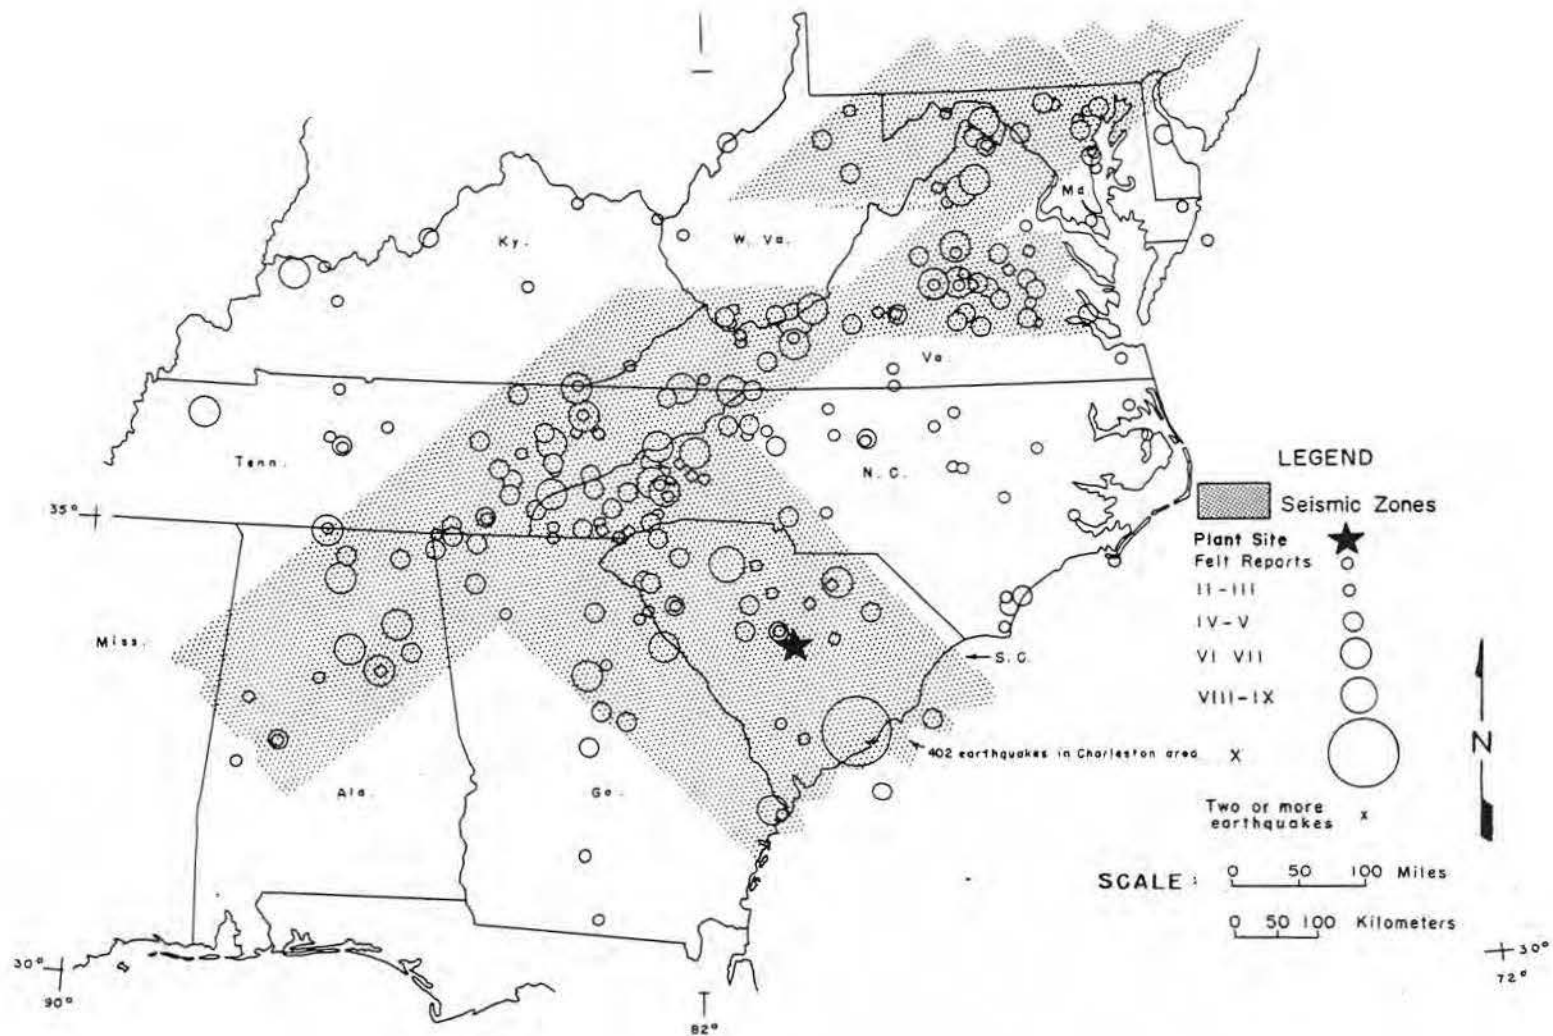 Md.
Ky.
W. Va.
Va.
Tenn.
N. C.
35°
LEGEND
Seismic Zones
Plant Site
Felt Reports
II-III
IV-V
VI VII
VIII-IX
Miss.
S. C.
402 earthquakes in Charleston area
X
N
Ala.
Ga.
Two or more
earthquakes x
SCALE :
0 50 100 Miles
0 50 100 Kilometers
30°
90°
82°
30°
72°